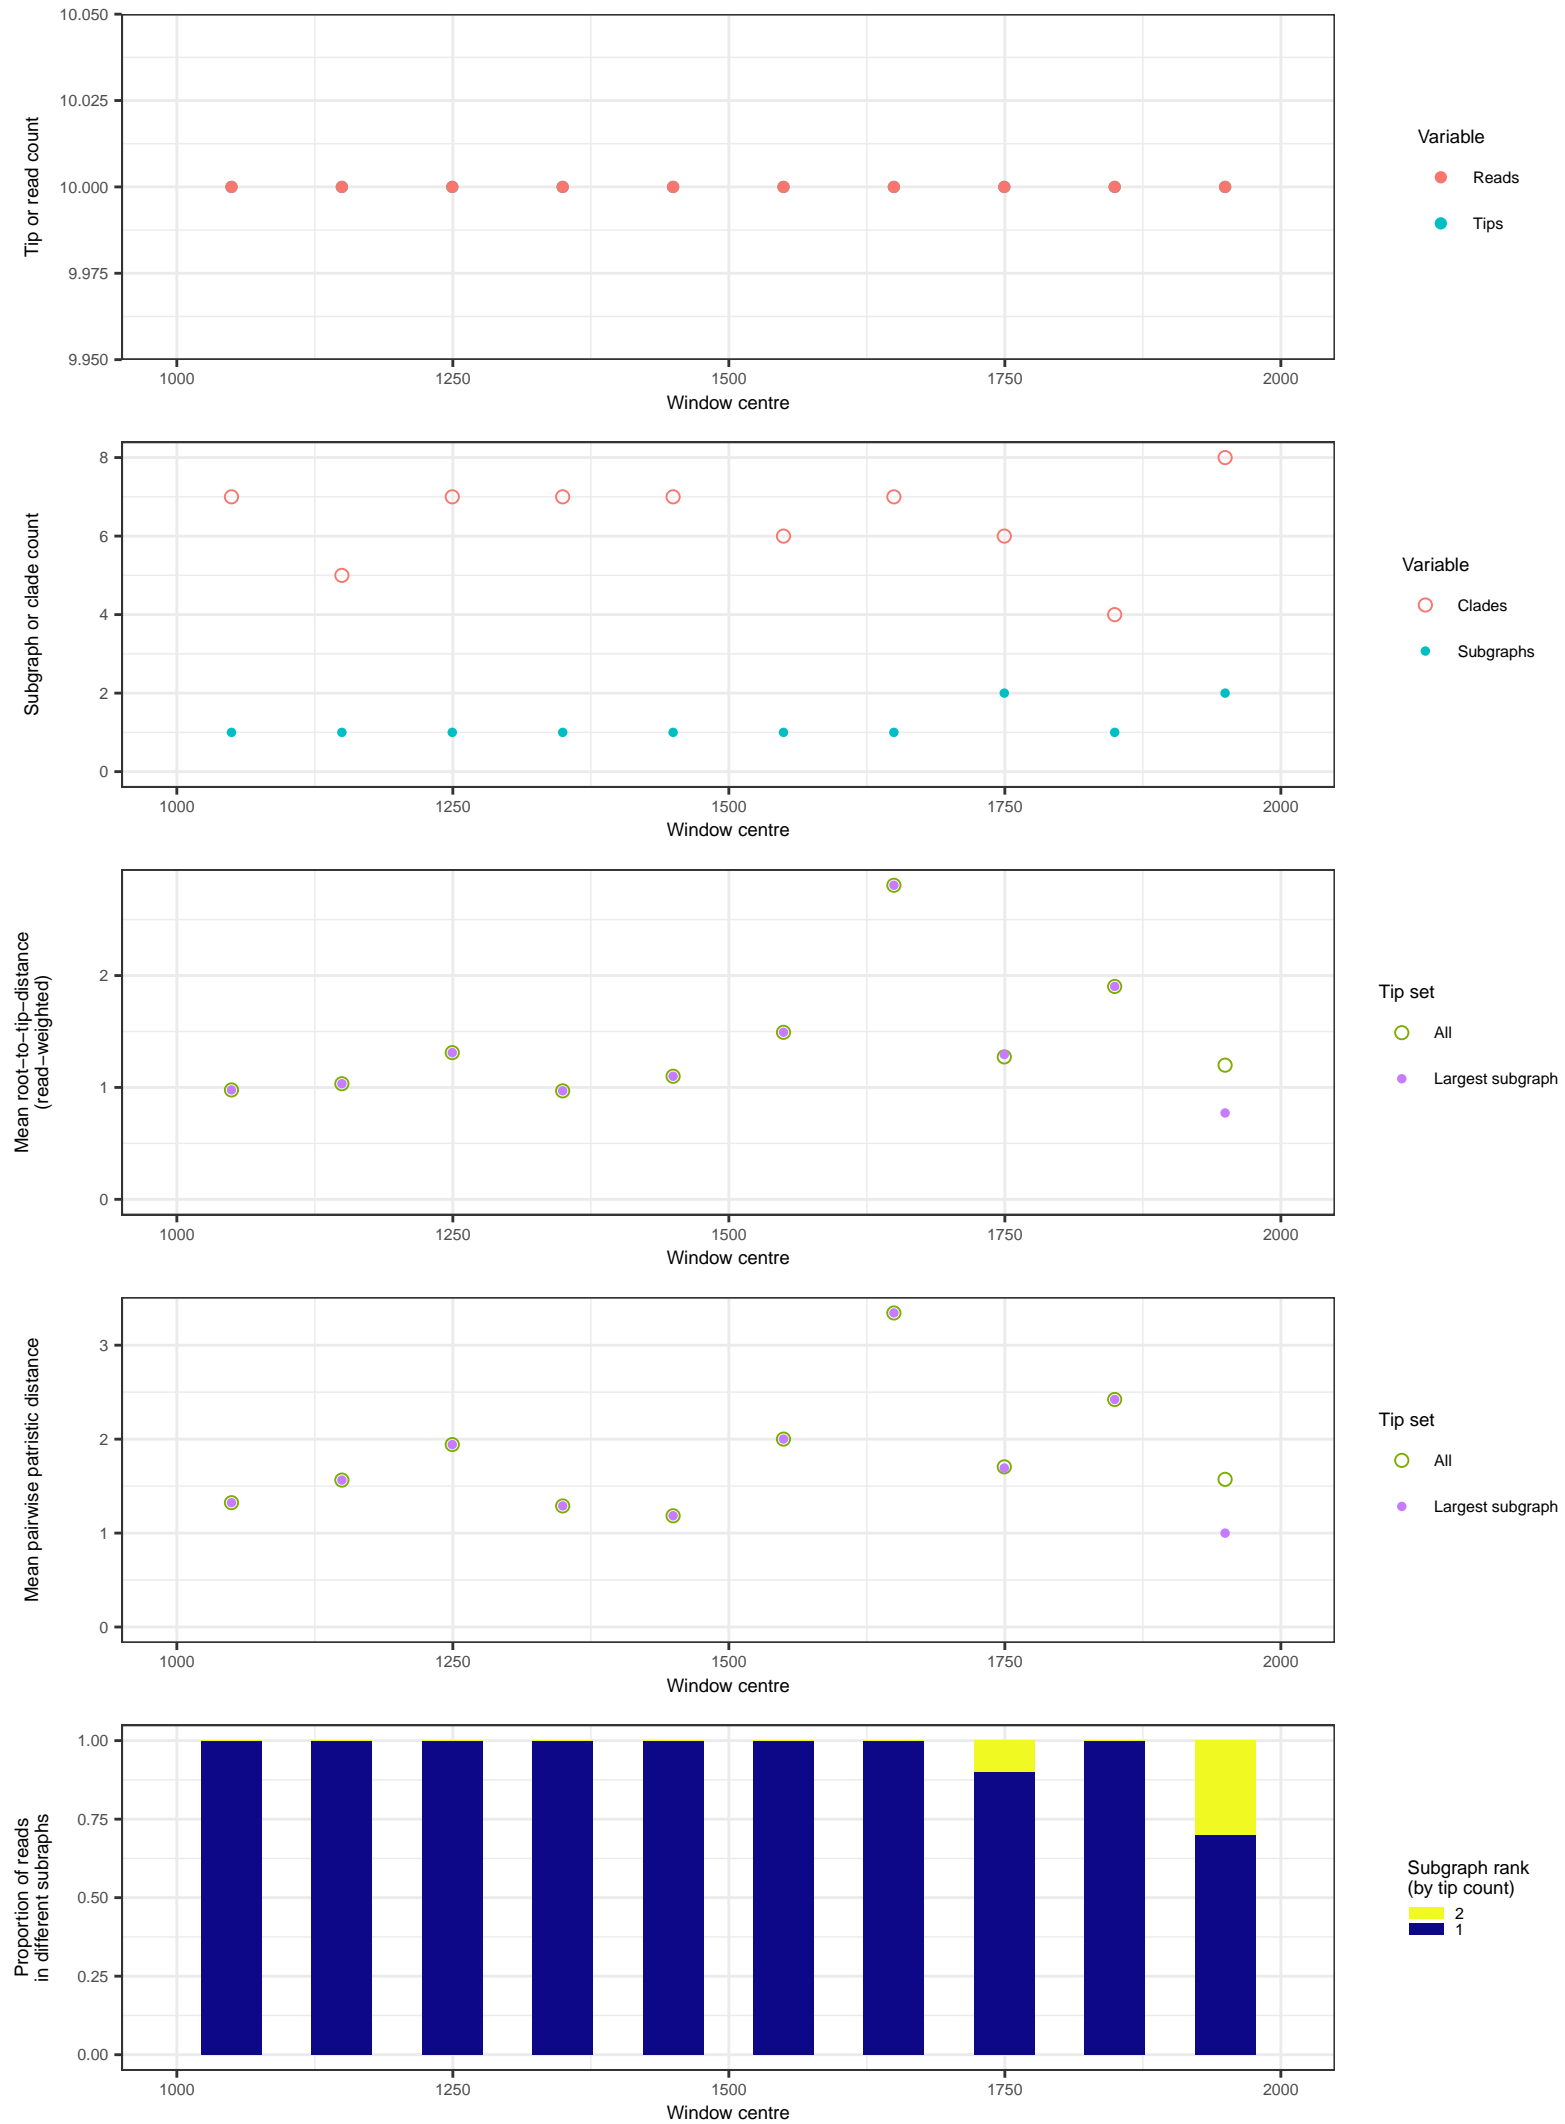 Tip or read count
10.050
10.025
10.000
9.975
9.950
1000 1250 1500 1750 2000
Window centre
Variable
Reads
Tips
Subgraph or clade count
8
6
4
2
0
1000 1250 1500 1750 2000
Window centre
Variable
Clades
Subgraphs
Mean root−to−tip−distance
(read−weighted)
2
1
0
1000 1250 1500 1750 2000
Window centre
Tip set
All
Largest subgraph
Mean pairwise patristic distance
3
2
1
0
1000 1250 1500 1750 2000
Window centre
Tip set
All
Largest subgraph
Proportion of reads
in different subraphs
1.00
0.75
0.50
0.25
0.00
1000 1250 1500 1750 2000
Window centre
Subgraph rank
(by tip count)
2
1